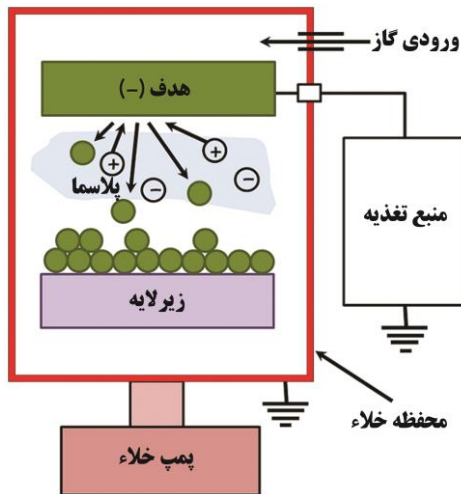 ورودی گاز
هدف (-)
+
+
پلاسما
−
−
منبع تغذیه
زیرلایه
محفظه خلاء
پمپ خلاء